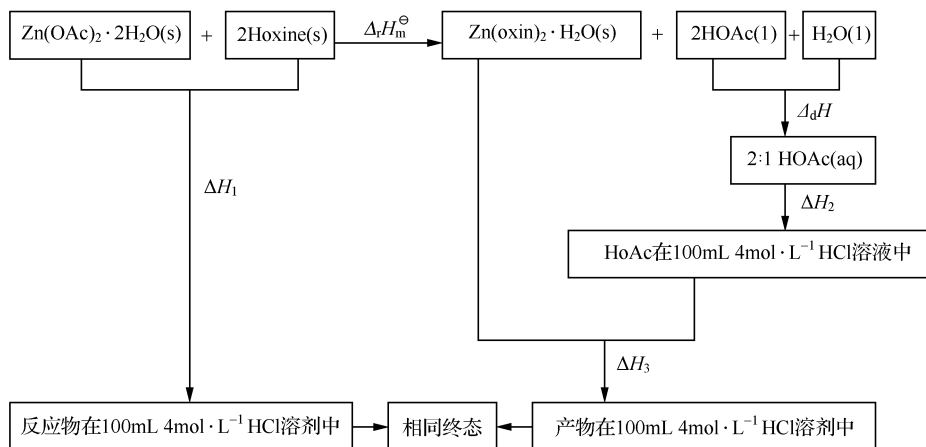 Zn(OAc)₂·2H₂O(s) + 2Hoxine(s) ΔrHm⊖ Zn(oxin)₂·H₂O(s) + 2HOAc(1) + H₂O(1)
ΔdH
2:1 HOAc(aq)
ΔH₁
ΔH₂
HoAc在100mL 4mol·L⁻¹ HCl溶液中
ΔH₃
反应物在100mL 4mol·L⁻¹ HCl溶剂中
相同终态
产物在100mL 4mol·L⁻¹ HCl溶剂中